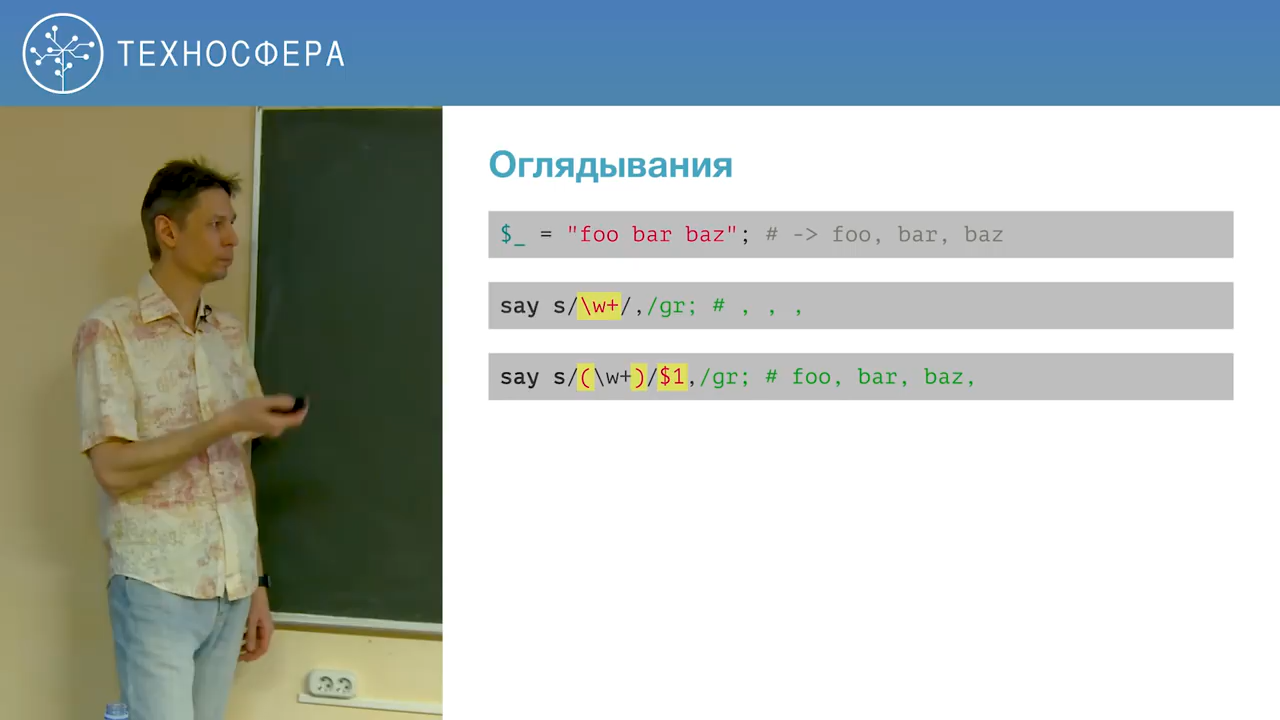 ТЕХНОСФЕРА
Оглядывания
$_ = "foo bar baz"; # -> foo, bar, baz
say s/\w+/,/gr; # , , ,
say s/(\w+)/$1,/gr; # foo, bar, baz,